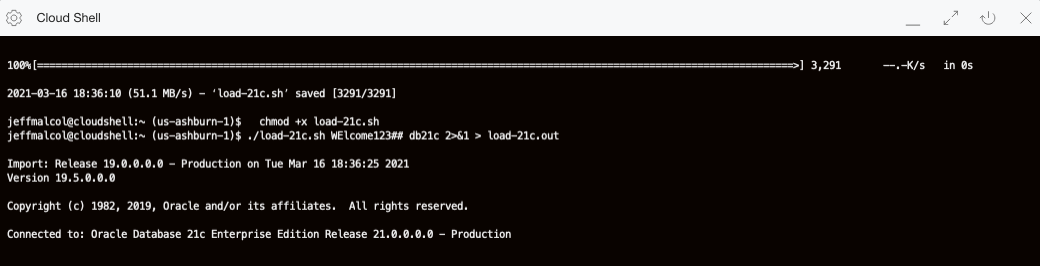 Cloud Shell
100%[=============================================================================================>] 3,291 --.-K/s in 0s
2021-03-16 18:36:10 (51.1 MB/s) - 'load-21c.sh' saved [3291/3291]
jeffmalcol@cloudshell:~ (us-ashburn-1)$ chmod +x load-21c.sh
jeffmalcol@cloudshell:~ (us-ashburn-1)$ ./load-21c.sh WElcome123## db21c 2>&1 > load-21c.out
Import: Release 19.0.0.0.0 - Production on Tue Mar 16 18:36:25 2021
Version 19.5.0.0.0
Copyright (c) 1982, 2019, Oracle and/or its affiliates. All rights reserved.
Connected to: Oracle Database 21c Enterprise Edition Release 21.0.0.0.0 - Production